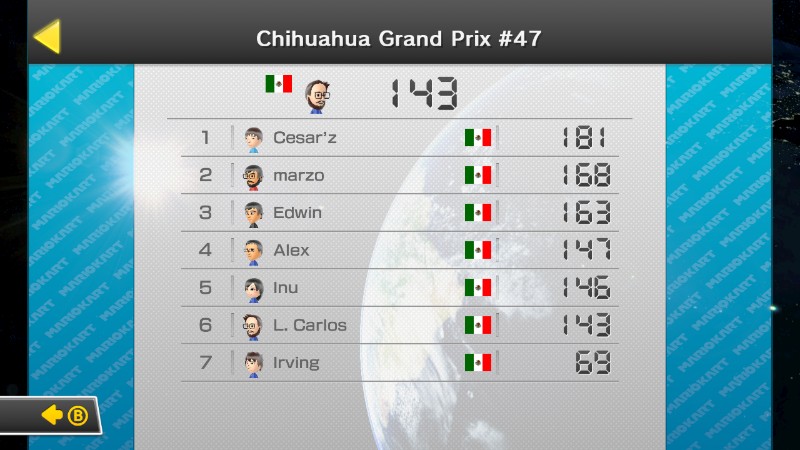 Chihuahua Grand Prix #47
143
1 Cesar'z 181
2 marzo 168
3 Edwin 163
4 Alex 147
5 Inu 146
6 L. Carlos 143
7 Irving 69
B
MARIOKART